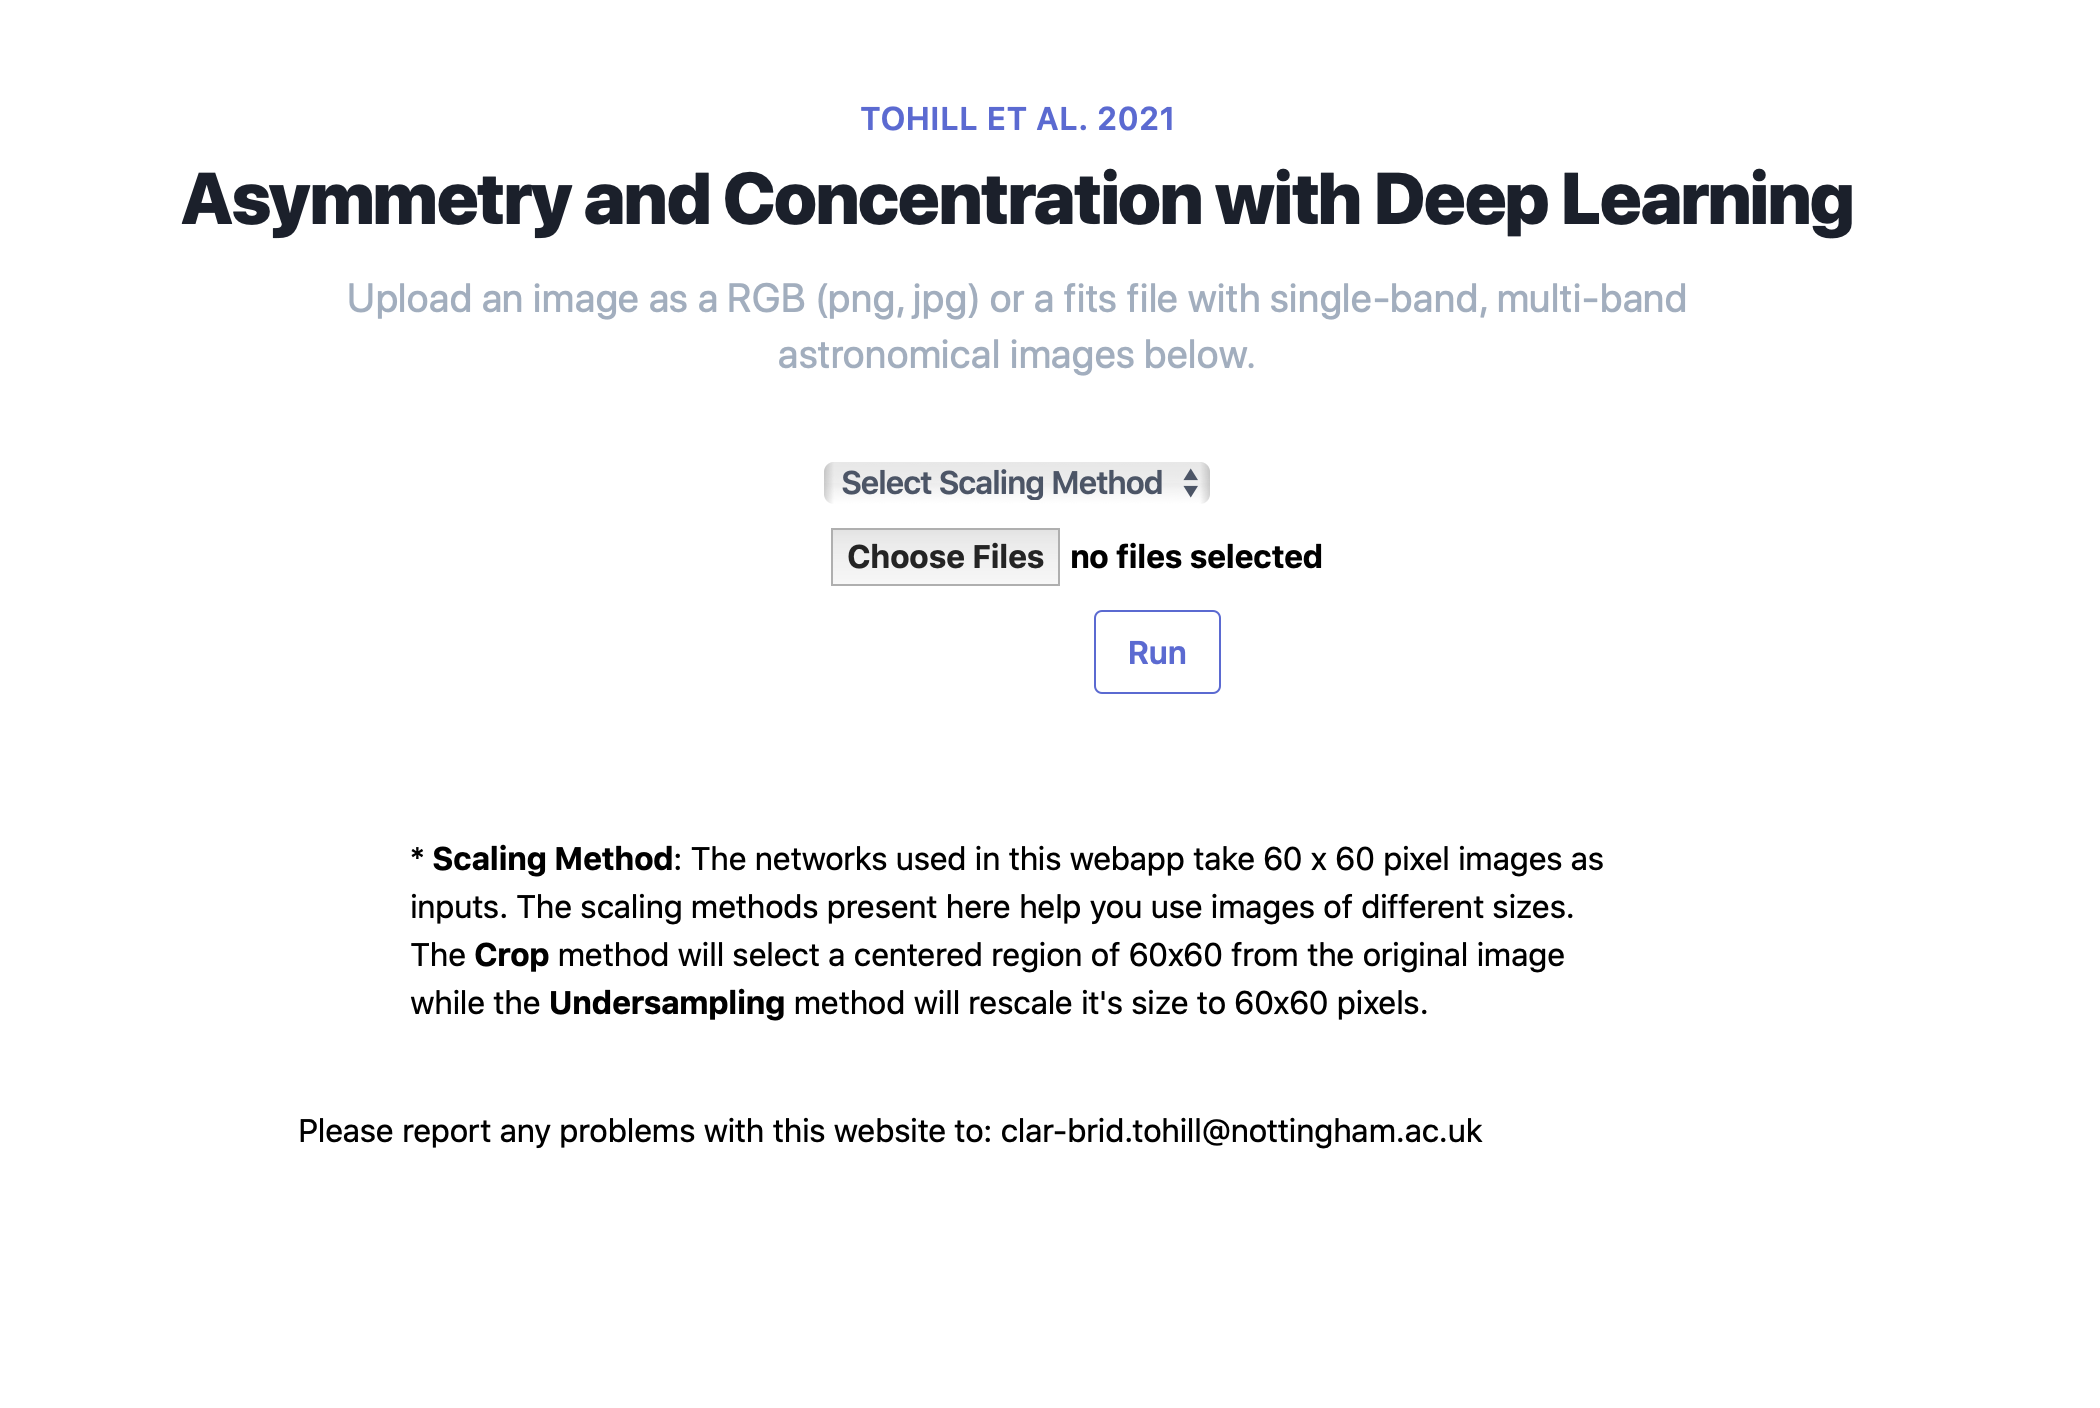 TOHILL ET AL. 2021
Asymmetry and Concentration with Deep Learning
Upload an image as a RGB (png, jpg) or a fits file with single-band, multi-band
astronomical images below.
Select Scaling Method
Choose Files no files selected
Run
* Scaling Method: The networks used in this webapp take 60 x 60 pixel images as
inputs. The scaling methods present here help you use images of different sizes.
The Crop method will select a centered region of 60x60 from the original image
while the Undersampling method will rescale it's size to 60x60 pixels.
Please report any problems with this website to: clar-brid.tohill@nottingham.ac.uk